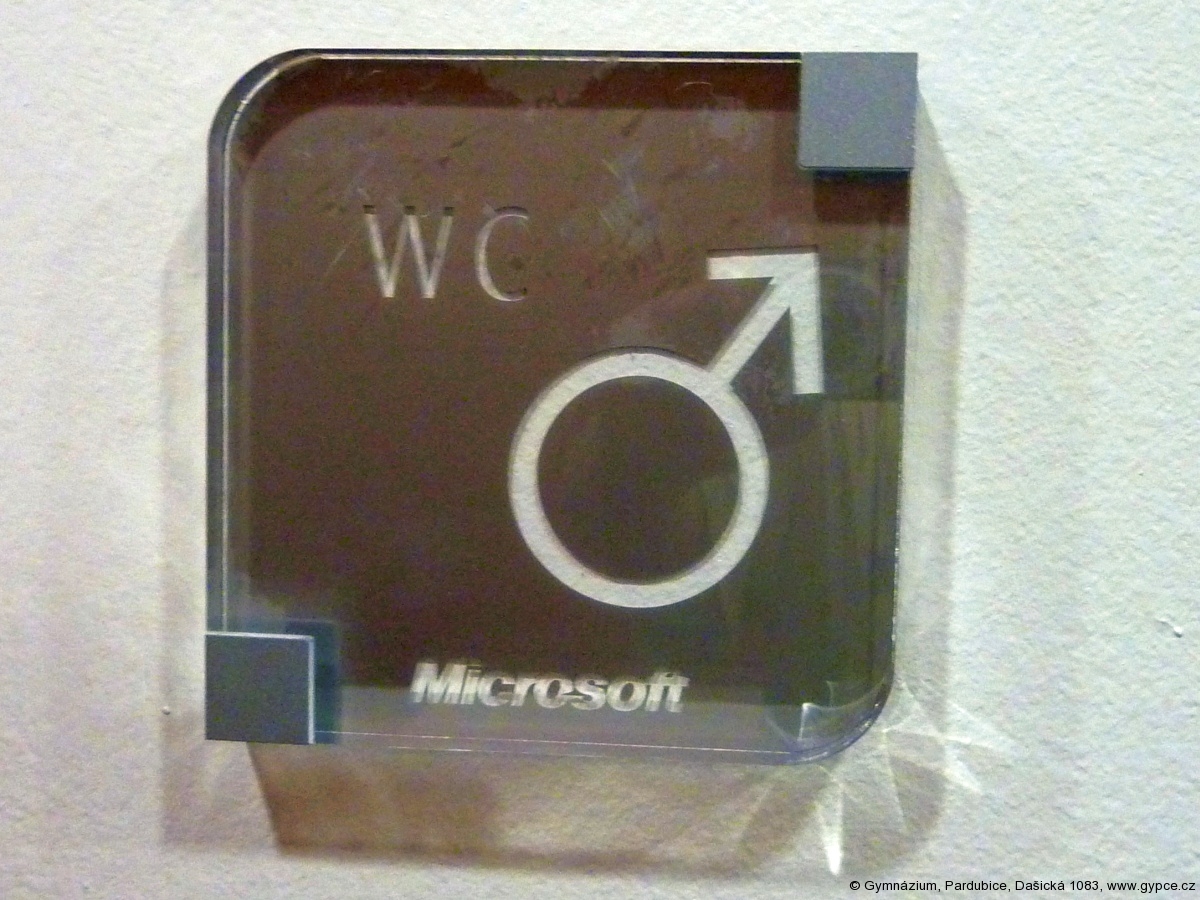 WC
Microsoft
© Gymnázium, Pardubice, Dašická 1083, www.gypce.cz